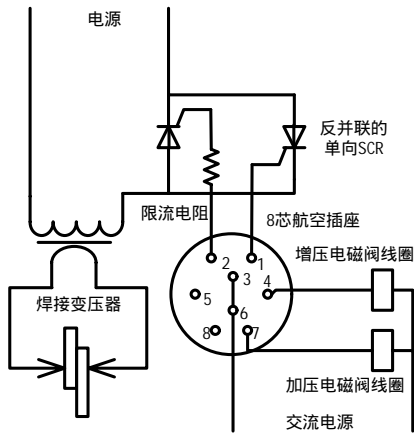 电源
反并联的
单向SCR
限流电阻
8芯航空插座
2
1
3
4
增压电磁阀线圈
5
焊接变压器
6
8
7
加压电磁阀线圈
交流电源